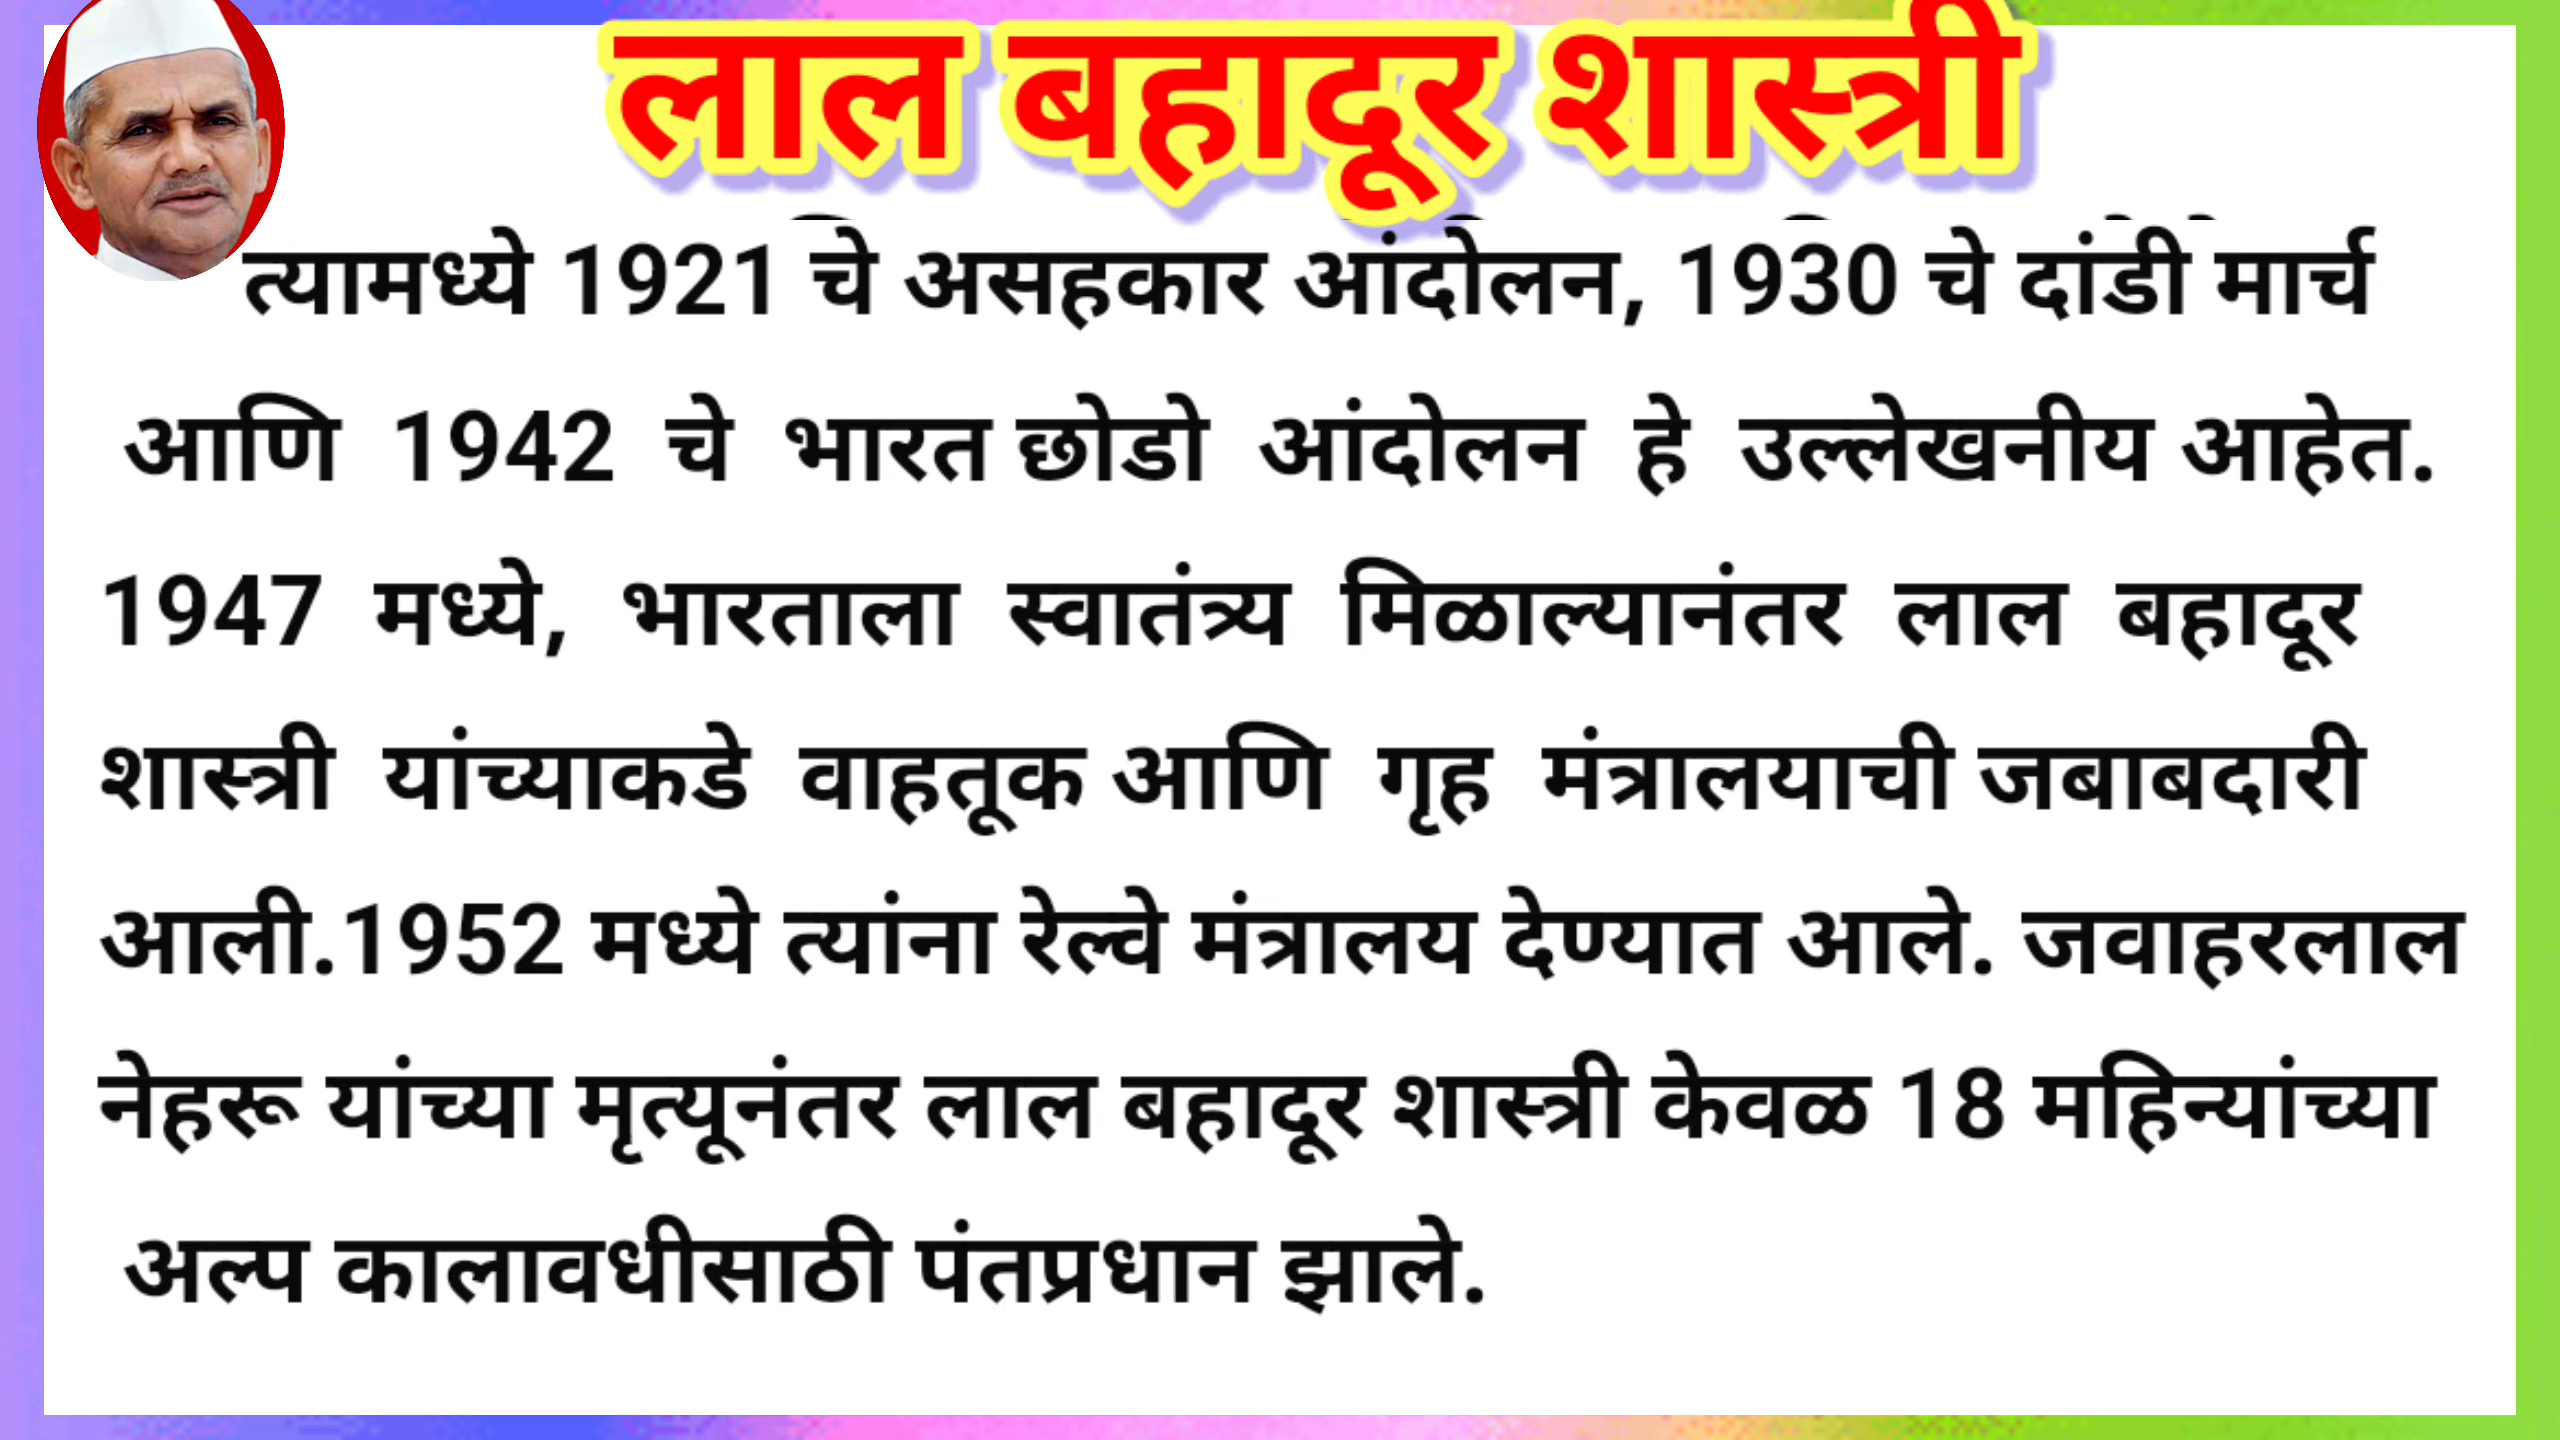 लाल बहादूर शास्त्री
त्यामध्ये 1921 चे असहकार आंदोलन, 1930 चे दांडी मार्च
आणि 1942 चे भारत छोडो आंदोलन हे उल्लेखनीय आहेत.
1947 मध्ये, भारताला स्वातंत्र्य मिळाल्यानंतर लाल बहादूर
शास्त्री यांच्याकडे वाहतूक आणि गृह मंत्रालयाची जबाबदारी
आली.1952 मध्ये त्यांना रेल्वे मंत्रालय देण्यात आले. जवाहरलाल
नेहरू यांच्या मृत्यूनंतर लाल बहादूर शास्त्री केवळ 18 महिन्यांच्या
अल्प कालावधीसाठी पंतप्रधान झाले.